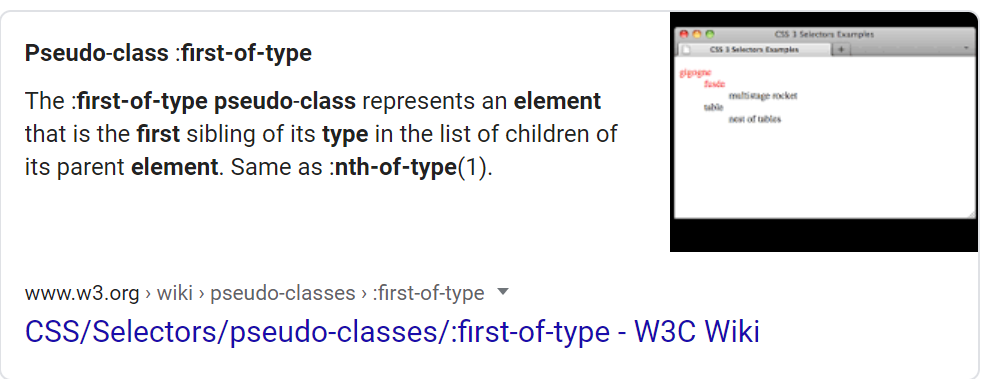 Pseudo-class :first-of-type
The :first-of-type pseudo-class represents an element
that is the first sibling of its type in the list of children of
its parent element. Same as :nth-of-type(1).
CSS 3 Selectors Examples
CSS 3 Selectors Examples
gigogne
fusée
multistage rocket
table
nest of tables
www.w3.org › wiki › pseudo-classes › :first-of-type
CSS/Selectors/pseudo-classes/:first-of-type - W3C Wiki